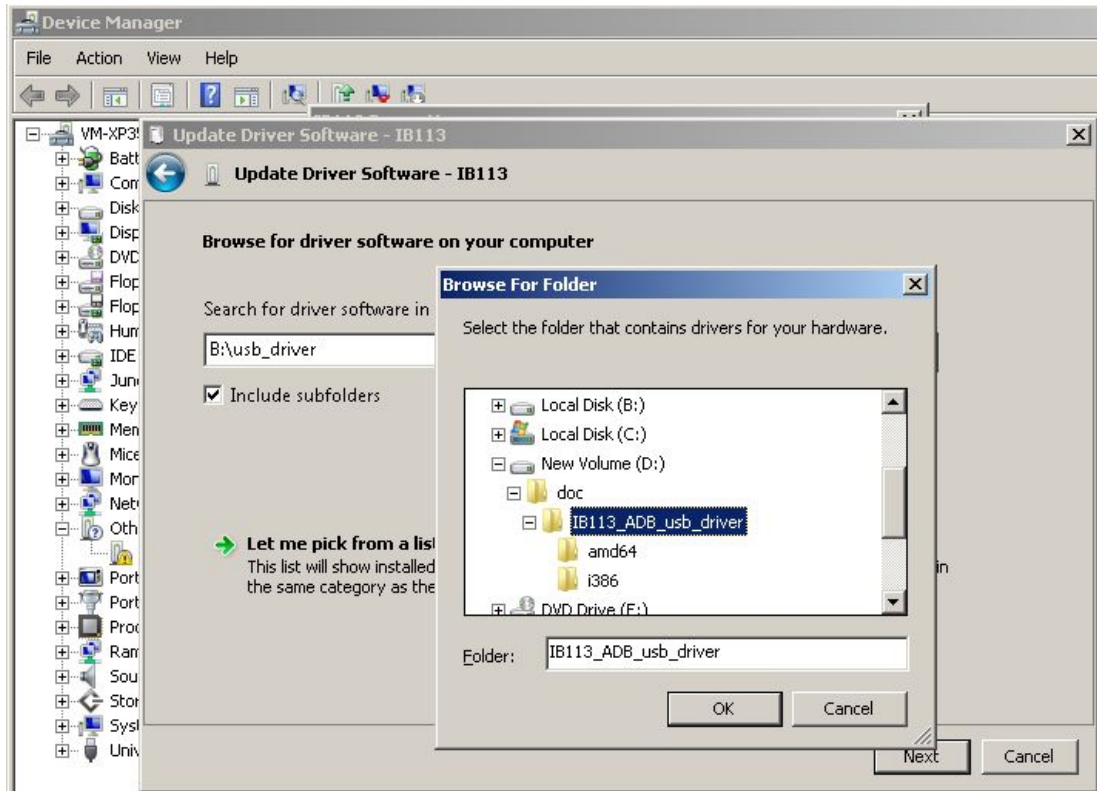 Device Manager
File Action View Help
VM-XP3
Update Driver Software - IB113
Update Driver Software - IB113
Browse for driver software on your computer
Search for driver software in
B:\usb_driver
Include subfolders
Let me pick from a list
This list will show installed
the same category as the
in
Next Cancel
Batt
Com
Disk
Disp
DVD
Flop
Flop
Hum
IDE
June
Key
Mem
Mice
Mon
Net
Oth
Port
Port
Proc
Ram
Sou
Stor
Syst
Univ
Browse For Folder
Select the folder that contains drivers for your hardware.
Local Disk (B:)
Local Disk (C:)
New Volume (D:)
doc
IB113_ADB_usb_driver
amd64
i386
DVD Drive (E:)
Folder: IB113_ADB_usb_driver
OK Cancel